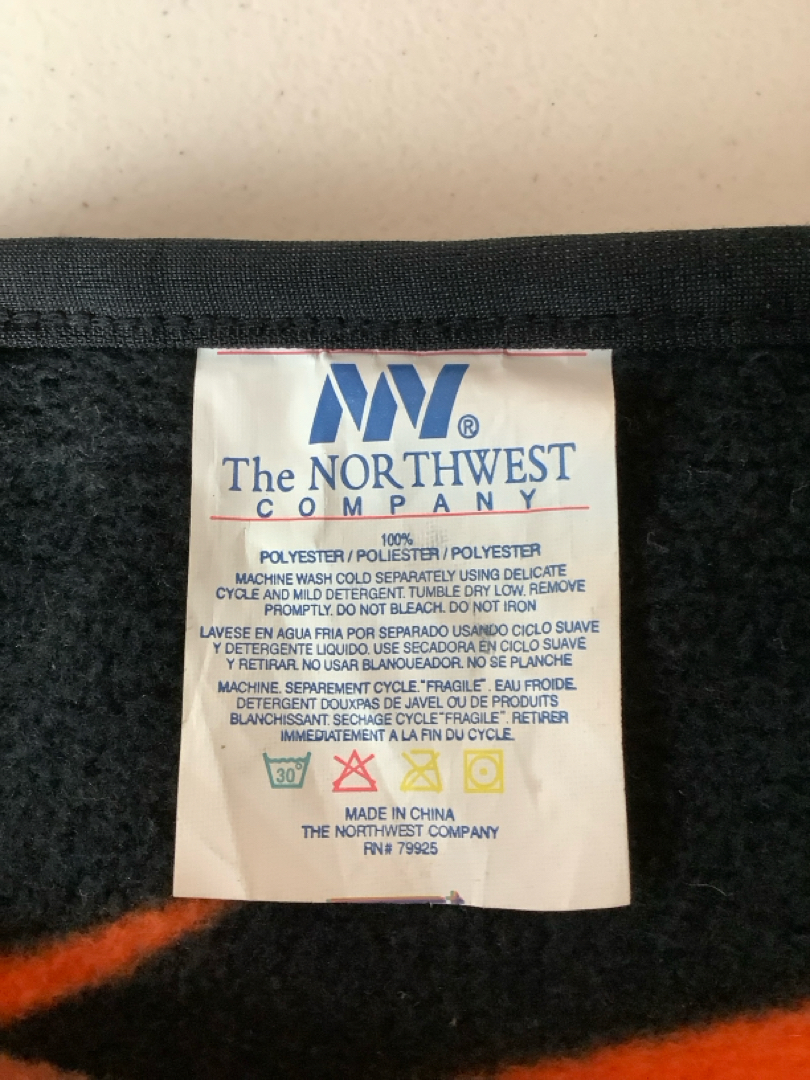 NW®
The NORTHWEST
COMPANY
100%
POLYESTER / POLIESTER / POLYESTER
MACHINE WASH COLD SEPARATELY USING DELICATE
CYCLE AND MILD DETERGENT. TUMBLE DRY LOW. REMOVE
PROMPTLY. DO NOT BLEACH. DO NOT IRON
LAVESE EN AGUA FRIA POR SEPARADO USANDO CICLO SUAVE
Y DETERGENTE LIQUIDO. USE SECADORA EN CICLO SUAVE
Y RETIRAR. NO USAR BLANOUEADOR. NO SE PLANCHE
MACHINE. SEPAREMENT CYCLE."FRAGILE". EAU FROIDE.
DETERGENT DOUXPAS DE JAVEL OU DE PRODUITS
BLANCHISSANT. SECHAGE CYCLE"FRAGILE". RETIRER
IMMEDIATEMENT A LA FIN DU CYCLE.
30°
MADE IN CHINA
THE NORTHWEST COMPANY
RN# 79925